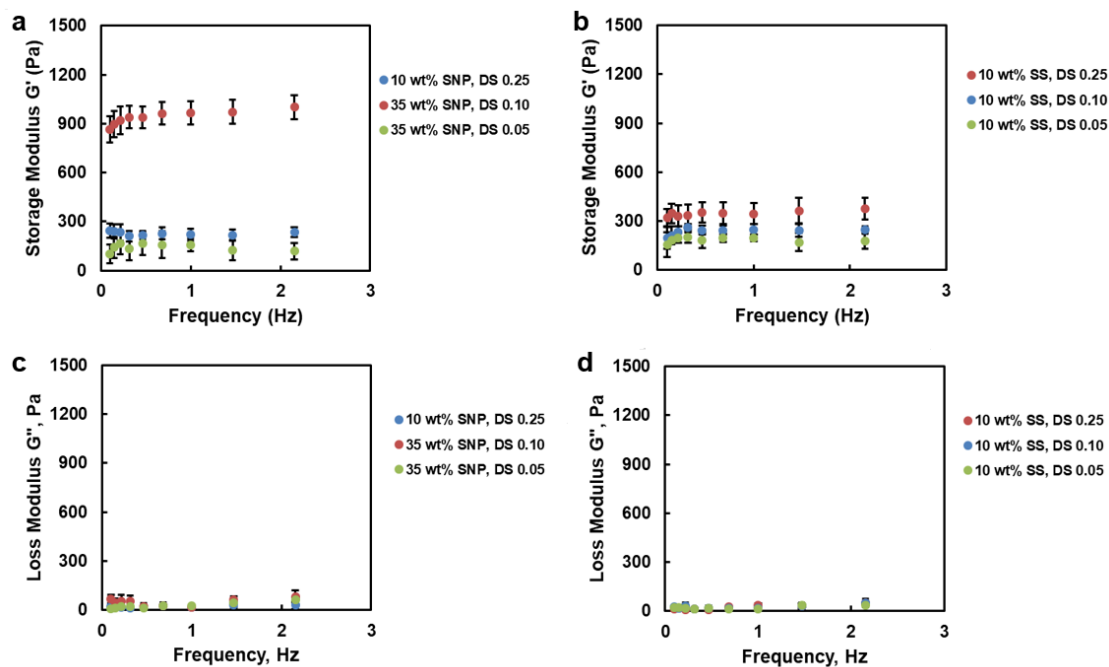 a
Storage Modulus G' (Pa)
1500
1200
900
600
300
0
0 1 2 3
Frequency (Hz)
10 wt% SNP, DS 0.25
35 wt% SNP, DS 0.10
35 wt% SNP, DS 0.05
b
Storage Modulus G' (Pa)
1500
1200
900
600
300
0
0 1 2 3
Frequency (Hz)
10 wt% SS, DS 0.25
10 wt% SS, DS 0.10
10 wt% SS, DS 0.05
c
Loss Modulus G", Pa
1500
1200
900
600
300
0
0 1 2 3
Frequency, Hz
10 wt% SNP, DS 0.25
35 wt% SNP, DS 0.10
35 wt% SNP, DS 0.05
d
Loss Modulus G", Pa
1500
1200
900
600
300
0
0 1 2 3
Frequency, Hz
10 wt% SS, DS 0.25
10 wt% SS, DS 0.10
10 wt% SS, DS 0.05